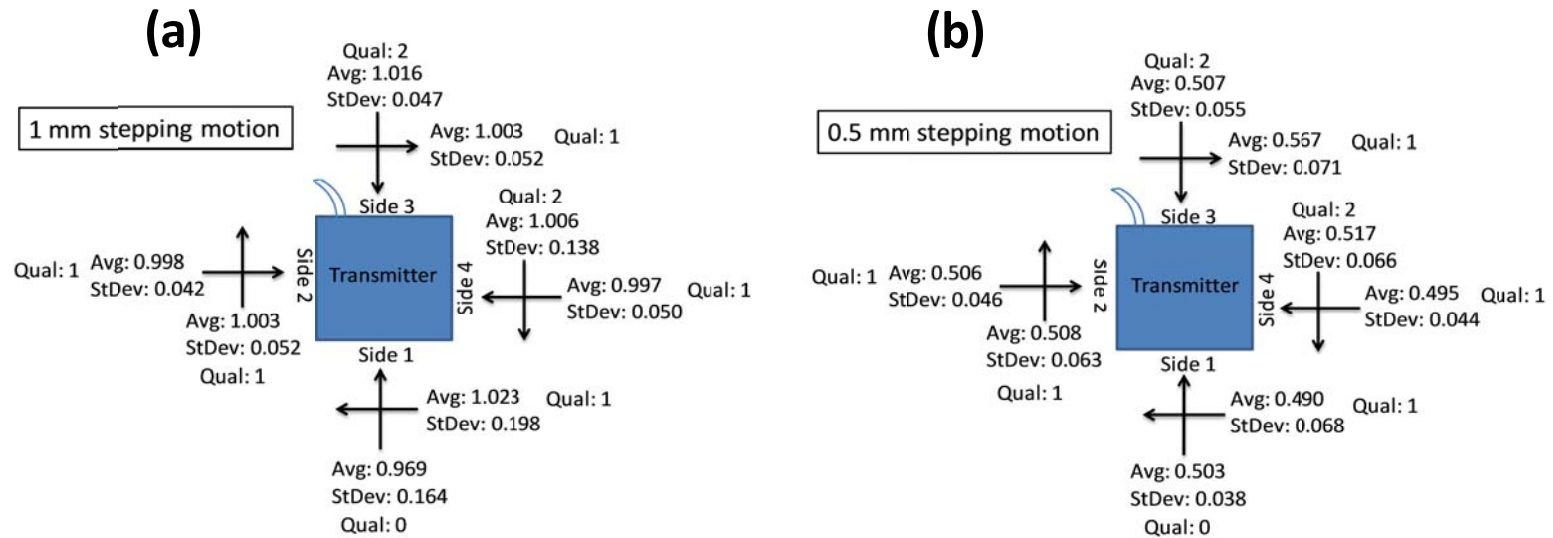 (a)
1 mm stepping motion
Qual: 2
Avg: 1.016
StDev: 0.047
Avg: 1.003
StDev: 0.052
Qual: 1
Side 3
Qual: 2
Avg: 1.006
StDev: 0.138
Qual: 1
Avg: 0.998
StDev: 0.042
Side 2
Transmitter
Side 4
Avg: 0.997
StDev: 0.050
Qual: 1
Avg: 1.003
StDev: 0.052
Qual: 1
Side 1
Avg: 1.023
StDev: 0.198
Qual: 1
Avg: 0.969
StDev: 0.164
Qual: 0
(b)
0.5 mm stepping motion
Qual: 2
Avg: 0.507
StDev: 0.055
Avg: 0.557
StDev: 0.071
Qual: 1
Side 3
Qual: 2
Avg: 0.517
StDev: 0.066
Qual: 1
Avg: 0.506
StDev: 0.046
Side 2
Transmitter
Side 4
Avg: 0.495
StDev: 0.044
Qual: 1
Avg: 0.508
StDev: 0.063
Qual: 1
Side 1
Avg: 0.490
StDev: 0.068
Qual: 1
Avg: 0.503
StDev: 0.038
Qual: 0